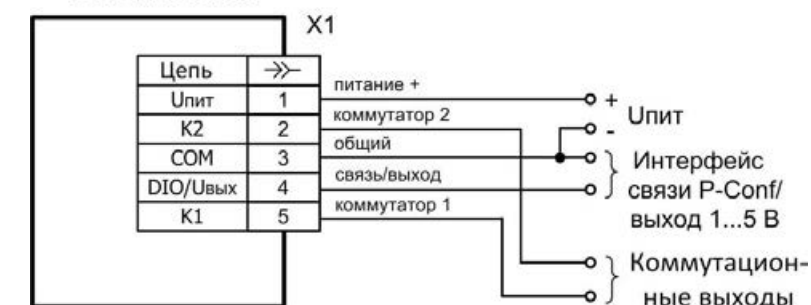 X1
Цепь
Uпит 1
K2 2
COM 3
DIO/Uвых 4
K1 5
питание +
коммутатор 2
общий
связь/выход
коммутатор 1
+
-
Uпит
Интерфейс
связи P-Conf/
выход 1...5 В
Коммутацион-
ные выходы